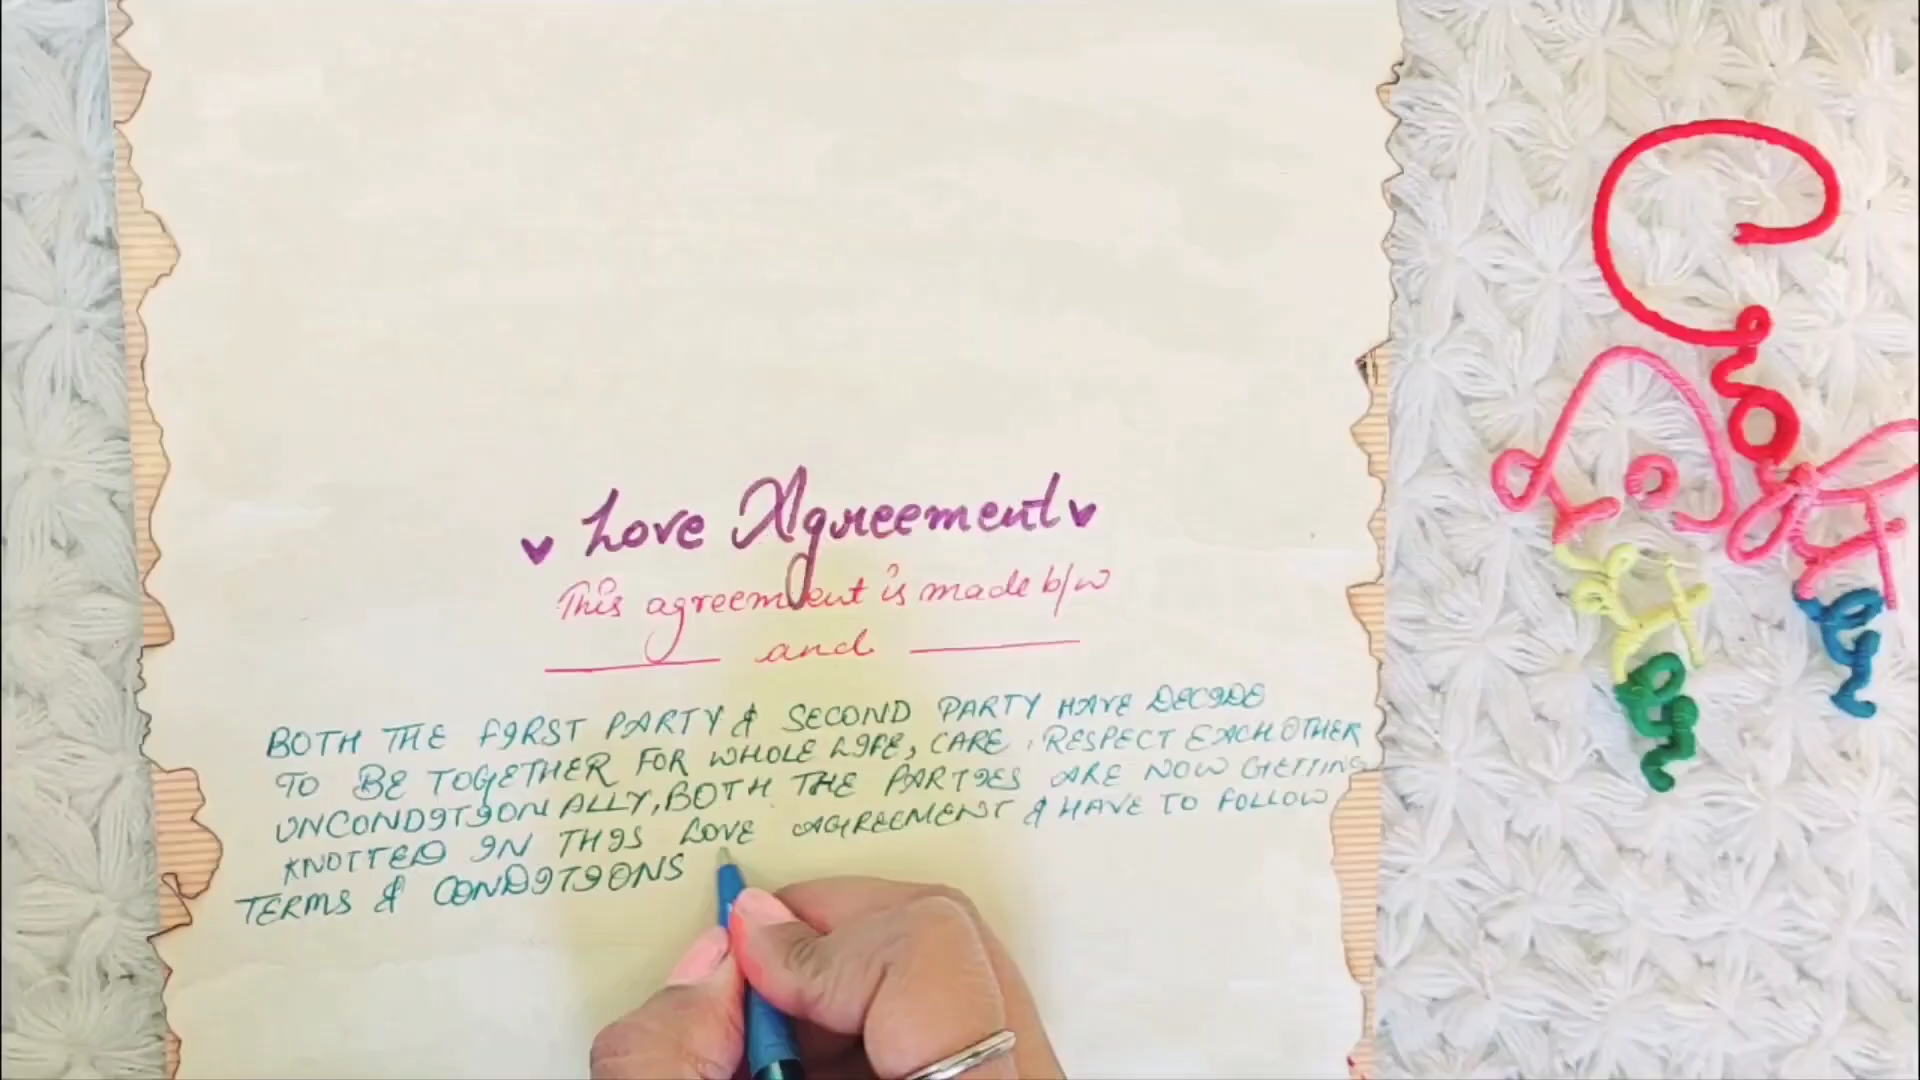 Love Agreement
This agreement is made b/w
and
BOTH THE FIRST PARTY & SECOND PARTY HAVE DECIDE
TO BE TOGETHER FOR WHOLE LIFE, CARE, RESPECT EACH OTHER
UNCONDITIONALLY, BOTH THE PARTIES ARE NOW GETTING
KNOTTED IN THIS LOVE AGREEMENT & HAVE TO FOLLOW
TERMS & CONDITIONS